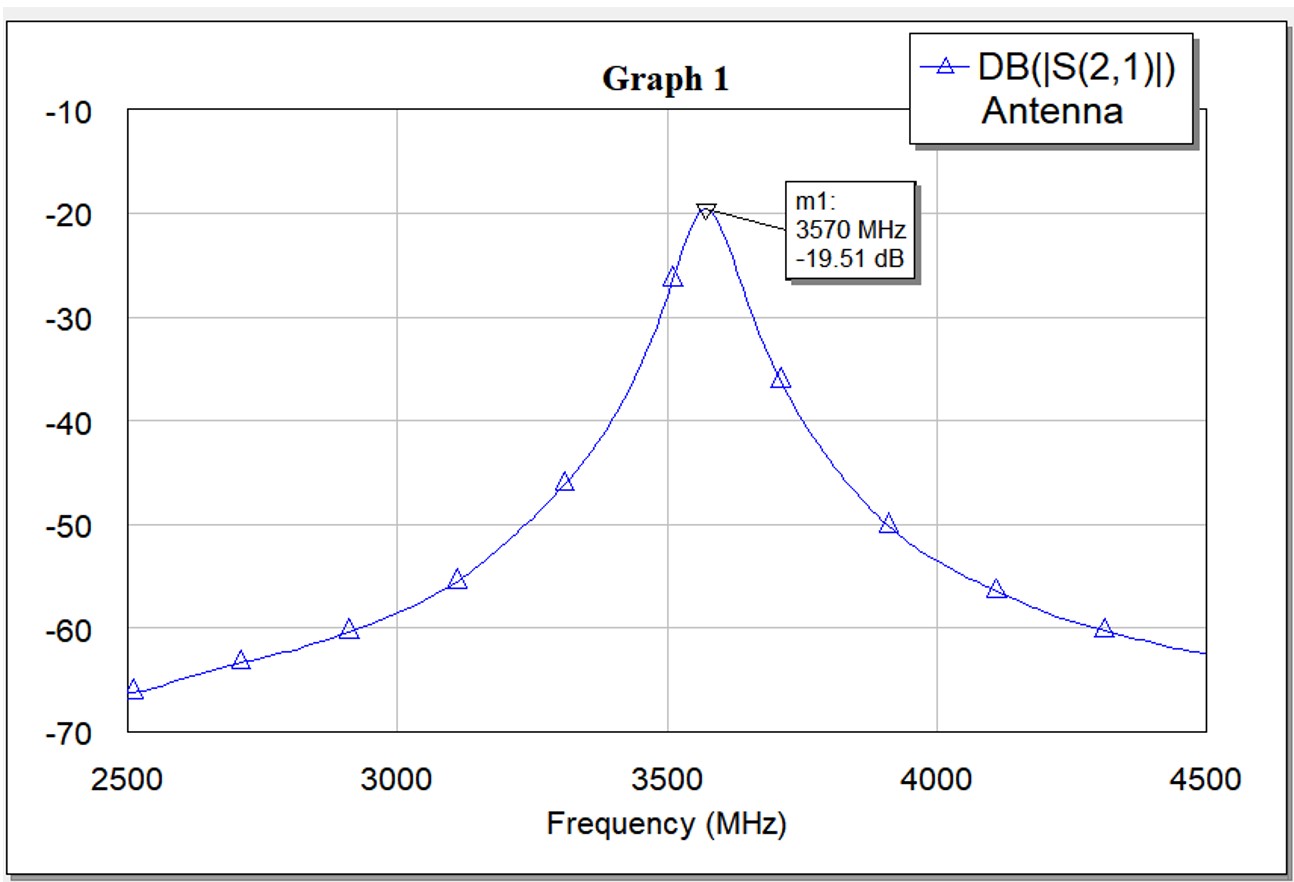 Graph 1
DB(|S(2,1)|)
Antenna
-10
-20
-30
-40
-50
-60
-70
m1:
3570 MHz
-19.51 dB
2500 3000 3500 4000 4500
Frequency (MHz)